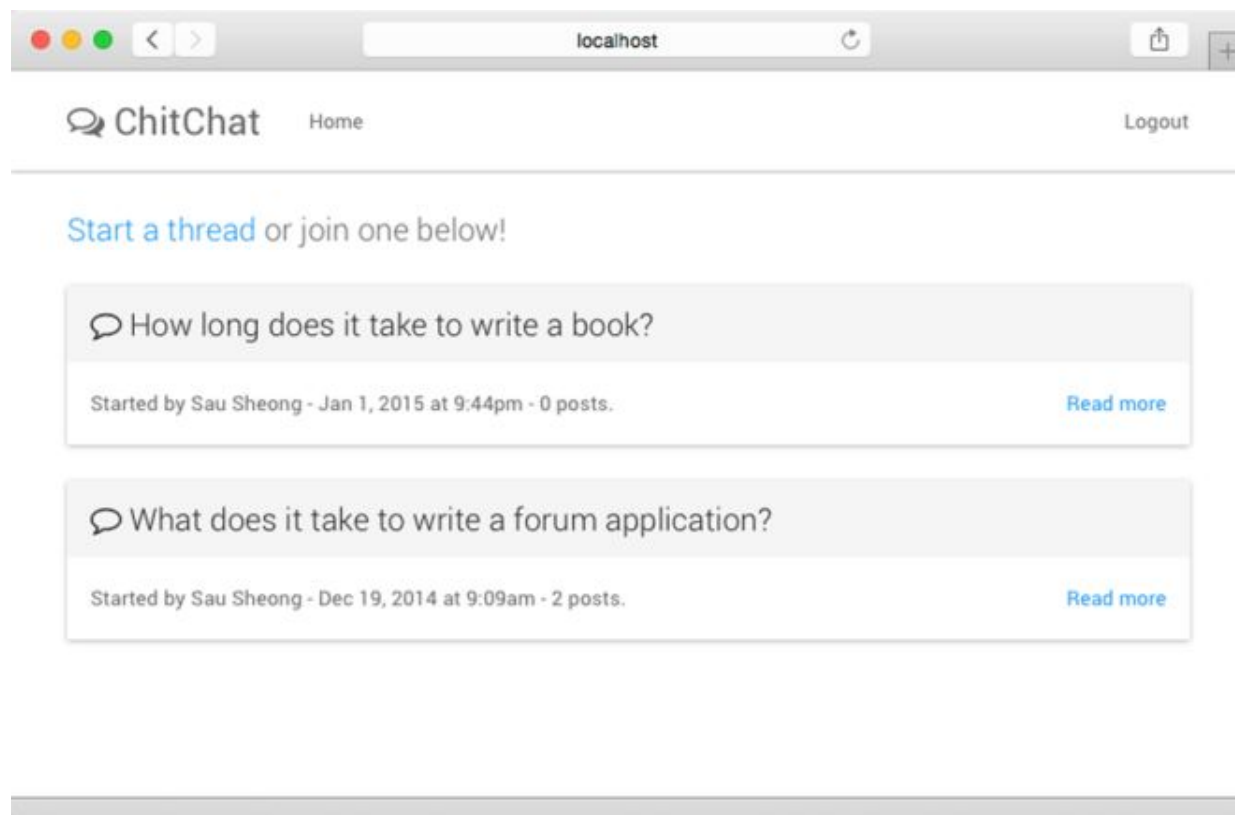 localhost
ChitChat Home Logout
Start a thread or join one below!
How long does it take to write a book?
Started by Sau Sheong - Jan 1, 2015 at 9:44pm - 0 posts. Read more
What does it take to write a forum application?
Started by Sau Sheong - Dec 19, 2014 at 9:09am - 2 posts. Read more